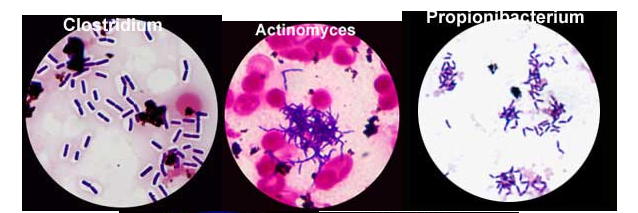 Clostridium
Actinomyces
Propionibacterium